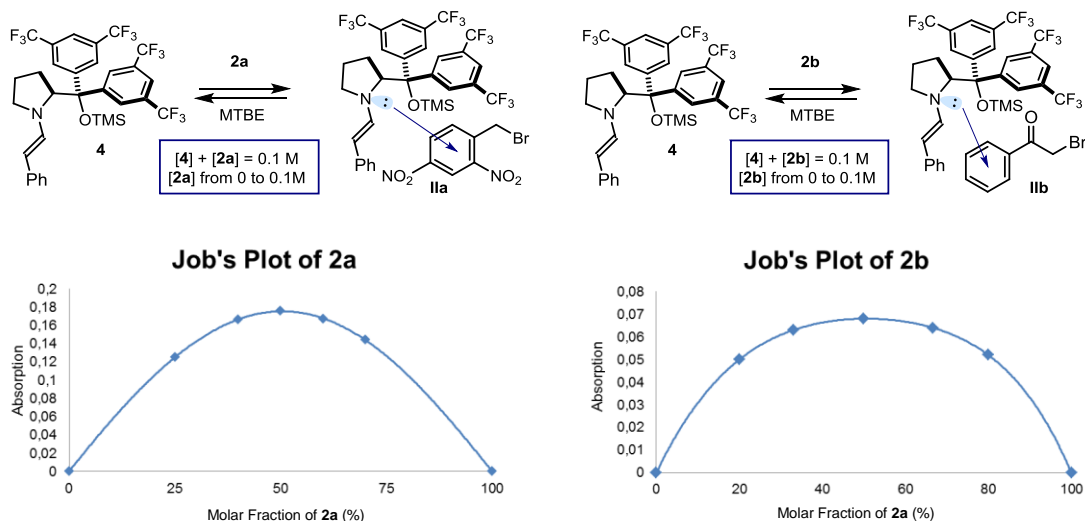 F3C
CF3
F3C
CF3
CF3
N
OTMS
4
Ph
2a
MTBE
[4] + [2a] = 0.1 M
[2a] from 0 to 0.1M
F3C
CF3
F3C
CF3
CF3
N
:
OTMS
Br
Ph
NO2
NO2
IIa
F3C
CF3
F3C
CF3
CF3
N
OTMS
4
Ph
2b
MTBE
[4] + [2b] = 0.1 M
[2b] from 0 to 0.1M
F3C
CF3
F3C
CF3
CF3
N
:
OTMS
O
Br
Ph
IIb
Job's Plot of 2a
0,2
0,18
0,16
0,14
0,12
0,1
0,08
0,06
0,04
0,02
0
Absorption
0 25 50 75 100
Molar Fraction of 2a (%)
Job's Plot of 2b
0,08
0,07
0,06
0,05
0,04
0,03
0,02
0,01
0
Absorption
0 20 40 60 80 100
Molar Fraction of 2a (%)